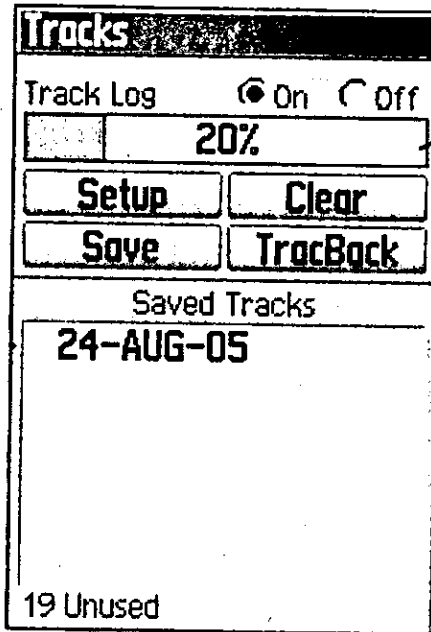 Tracks
Track Log On Off
20%
Setup Clear
Save TracBack
Saved Tracks
24-AUG-05
19 Unused